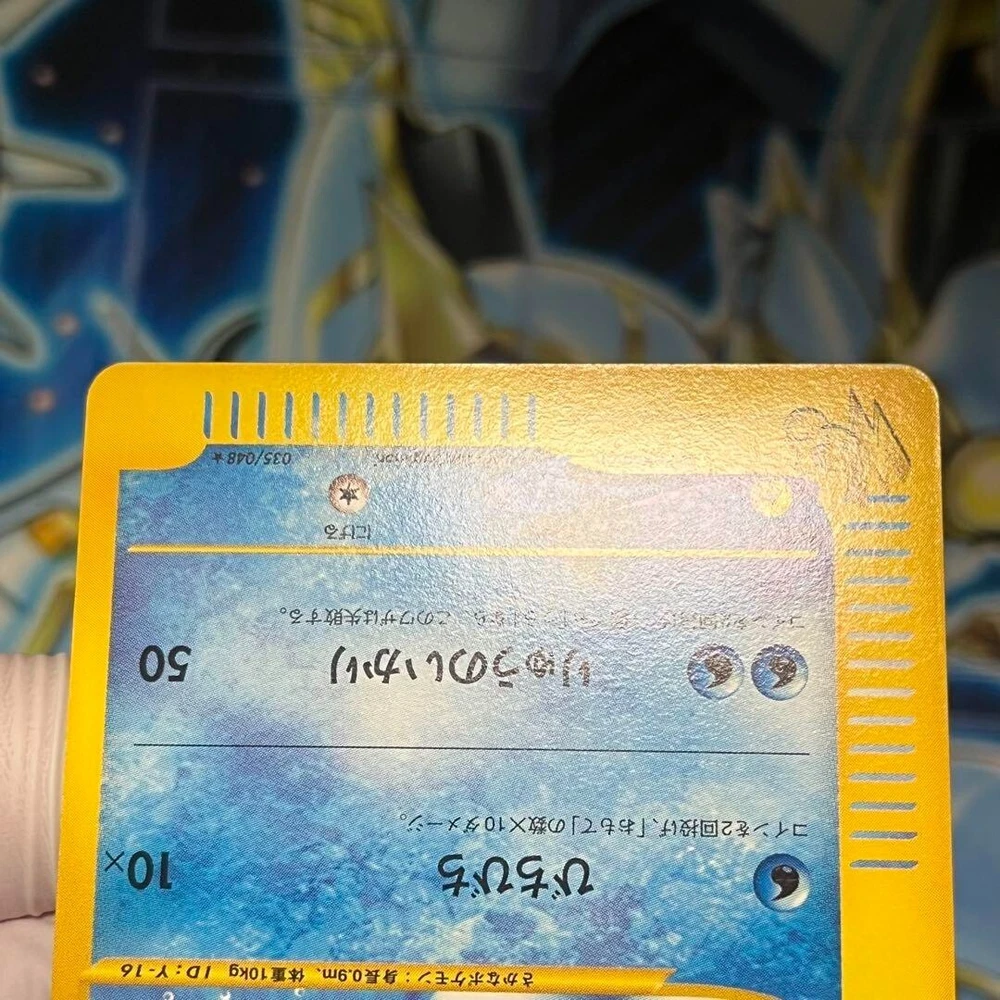 さかなポケモン：身長0.9m、体重10kg ID：Y-16
びちびち 10×
コインを2回投げ、「おもて」の数×10ダメージ。
りゅうのいかり 50
このワザは失敗する。
にげる
035/048★